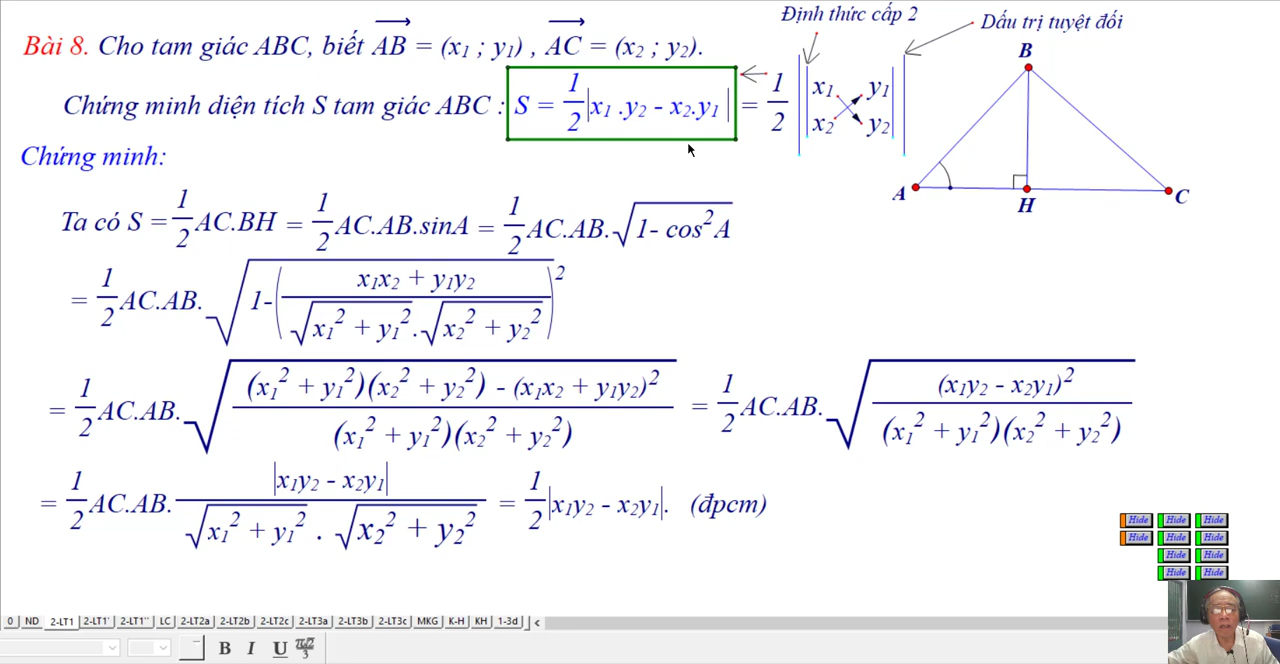 Định thức cấp 2
Dấu trị tuyệt đối
Bài 8. Cho tam giác ABC, biết AB = (x1 ; y1) , AC = (x2 ; y2).
Chứng minh diện tích S tam giác ABC : S = 1/2 |x1 .y2 - x2.y1 | = 1/2 || x1 y1
x2 y2 ||
B
A
H
C
Chứng minh:
Ta có S = 1/2 AC.BH = 1/2 AC.AB.sinA = 1/2 AC.AB.√(1- cos²A)
= 1/2 AC.AB.√(1-( (x1x2 + y1y2) / (√(x1² + y1²).√(x2² + y2²)) )²
= 1/2 AC.AB.√( ((x1² + y1²)(x2² + y2²) - (x1x2 + y1y2)²) / ((x1² + y1²)(x2² + y2²)) ) = 1/2 AC.AB.√( (x1y2 - x2y1)² / ((x1² + y1²)(x2² + y2²)) )
= 1/2 AC.AB. |x1y2 - x2y1| / (√(x1² + y1²) . √(x2² + y2²)) = 1/2 |x1y2 - x2y1|. (đpcm)
Hide Hide Hide
Hide Hide Hide
Hide Hide
Hide Hide
0 ND 2-LT1 2-LT1' 2-LT1'' LC 2-LT2a 2-LT2b 2-LT2c 2-LT3a 2-LT3b 2-LT3c MKG K-H KH 1-3d
B I U